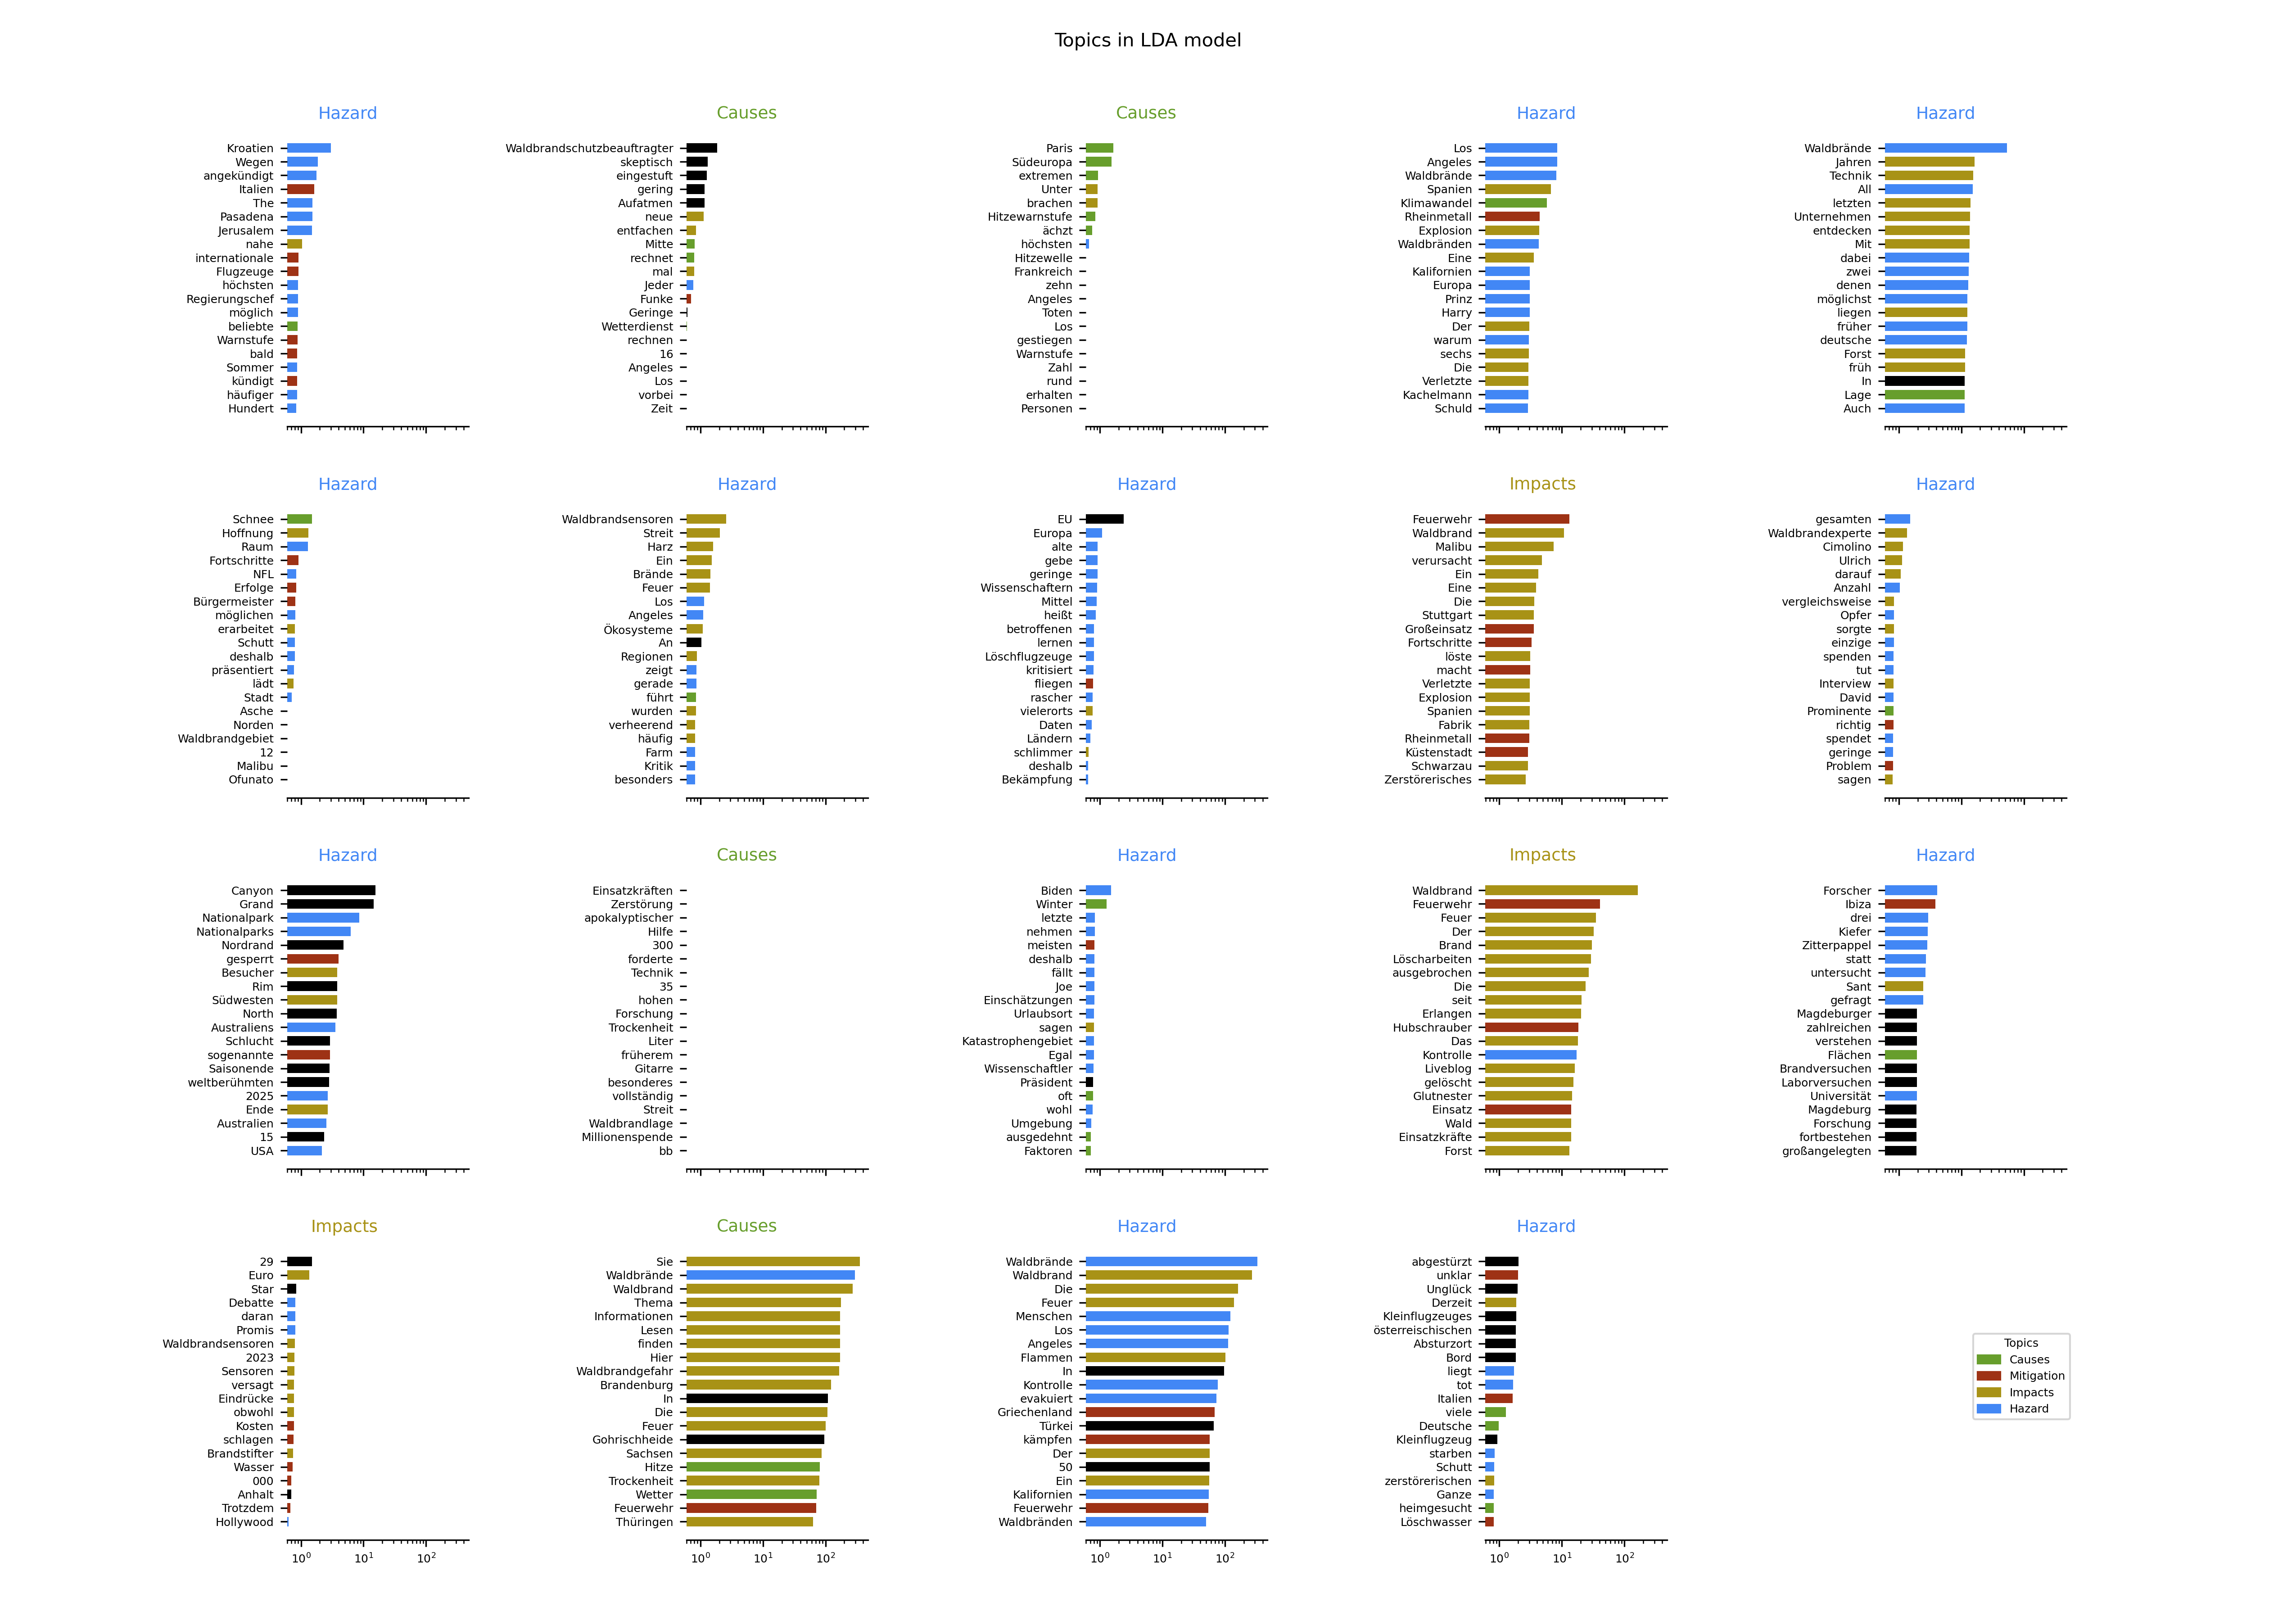 Topics in LDA model
Hazard
Kroatien
Wegen
angekündigt
Italien
The
Pasadena
Jerusalem
nahe
internationale
Flugzeuge
höchsten
Regierungschef
möglich
beliebte
Warnstufe
bald
Sommer
kündigt
häufiger
Hundert
Causes
Waldbrandschutzbeauftragter
skeptisch
eingestuft
gering
Aufatmen
neue
entfachen
Mitte
rechnet
mal
Jeder
Funke
Geringe
Wetterdienst
rechnen
16
Angeles
Los
vorbei
Zeit
Causes
Paris
Südeuropa
extremen
Unter
brachen
Hitzewarnstufe
ächzt
höchsten
Hitzewelle
Frankreich
zehn
Angeles
Toten
Los
gestiegen
Warnstufe
Zahl
rund
erhalten
Personen
Hazard
Los
Angeles
Waldbrände
Spanien
Klimawandel
Rheinmetall
Explosion
Waldbränden
Eine
Kalifornien
Europa
Prinz
Harry
Der
warum
sechs
Die
Verletzte
Kachelmann
Schuld
Hazard
Waldbrände
Jahren
Technik
All
letzten
Unternehmen
entdecken
Mit
dabei
zwei
denen
möglichst
liegen
früher
deutsche
Forst
früh
In
Lage
Auch
Hazard
Schnee
Hoffnung
Raum
Fortschritte
NFL
Erfolge
Bürgermeister
möglichen
erarbeitet
Schutt
deshalb
präsentiert
lädt
Stadt
Asche
Norden
Waldbrandgebiet
12
Malibu
Ofunato
Hazard
Waldbrandsensoren
Streit
Harz
Ein
Brände
Feuer
Los
Angeles
Ökosysteme
An
Regionen
zeigt
gerade
führt
wurden
verheerend
häufig
Farm
Kritik
besonders
Hazard
EU
Europa
alte
gebe
geringe
Wissenschaftern
Mittel
heißt
betroffenen
lernen
Löschflugzeuge
kritisiert
fliegen
rascher
vielerorts
Daten
Ländern
schlimmer
deshalb
Bekämpfung
Impacts
Feuerwehr
Waldbrand
Malibu
verursacht
Ein
Eine
Die
Stuttgart
Großeinsatz
Fortschritte
löste
macht
Verletzte
Explosion
Spanien
Fabrik
Rheinmetall
Küstenstadt
Schwarzau
Zerstörerisches
Hazard
gesamten
Waldbrandexperte
Cimolino
Ulrich
darauf
Anzahl
vergleichsweise
Opfer
sorgte
einzige
spenden
tut
Interview
David
Prominente
richtig
spendet
geringe
Problem
sagen
Hazard
Canyon
Grand
Nationalpark
Nationalparks
Nordrand
gesperrt
Besucher
Rim
Südwesten
North
Australiens
Schlucht
sogenannte
Saisonende
weltberühmten
2025
Ende
Australien
15
USA
Causes
Einsatzkräften
Zerstörung
apokalyptischer
Hilfe
300
forderte
Technik
35
hohen
Forschung
Trockenheit
Liter
früherem
Gitarre
besonderes
vollständig
Streit
Waldbrandlage
Millionenspende
bb
Hazard
Biden
Winter
letzte
nehmen
meisten
deshalb
fällt
Joe
Einschätzungen
Urlaubsort
sagen
Katastrophengebiet
Egal
Wissenschaftler
Präsident
oft
wohl
Umgebung
ausgedehnt
Faktoren
Impacts
Waldbrand
Feuerwehr
Feuer
Der
Brand
Löscharbeiten
ausgebrochen
Die
seit
Erlangen
Hubschrauber
Das
Kontrolle
Liveblog
gelöscht
Glutnester
Einsatz
Wald
Einsatzkräfte
Forst
Hazard
Forscher
Ibiza
drei
Kiefer
Zitterpappel
statt
untersucht
Sant
gefragt
Magdeburger
zahlreichen
verstehen
Flächen
Brandversuchen
Laborversuchen
Universität
Magdeburg
Forschung
fortbestehen
großangelegten
Impacts
29
Euro
Star
Debatte
daran
Promis
Waldbrandsensoren
2023
Sensoren
versagt
Eindrücke
obwohl
Kosten
schlagen
Brandstifter
Wasser
000
Anhalt
Trotzdem
Hollywood
10⁰ 10¹ 10²
Causes
Sie
Waldbrände
Waldbrand
Thema
Informationen
Lesen
finden
Hier
Waldbrandgefahr
Brandenburg
In
Die
Feuer
Gohrischheide
Sachsen
Hitze
Trockenheit
Wetter
Feuerwehr
Thüringen
10⁰ 10¹ 10²
Hazard
Waldbrände
Waldbrand
Die
Feuer
Menschen
Los
Angeles
Flammen
In
Kontrolle
evakuiert
Griechenland
Türkei
kämpfen
Der
50
Ein
Kalifornien
Feuerwehr
Waldbränden
10⁰ 10¹ 10²
Hazard
abgestürzt
unklar
Unglück
Derzeit
Kleinflugzeuges
österreischischen
Absturzort
Bord
liegt
tot
Italien
viele
Deutsche
Kleinflugzeug
starben
Schutt
zerstörerischen
Ganze
heimgesucht
Löschwasser
10⁰ 10¹ 10²
Topics
Causes
Mitigation
Impacts
Hazard